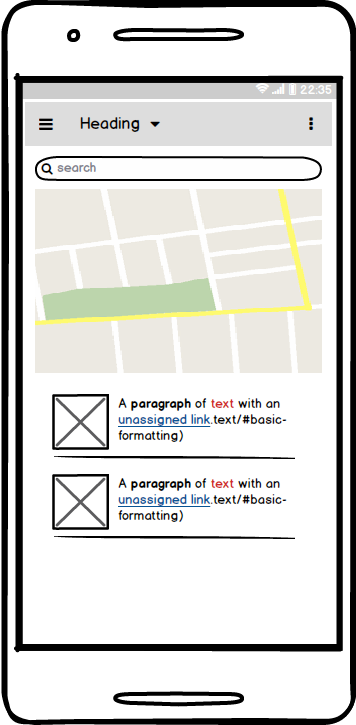 22:35
Heading
search
A paragraph of text with an
unassigned link.text/#basic-
formatting)
A paragraph of text with an
unassigned link.text/#basic-
formatting)